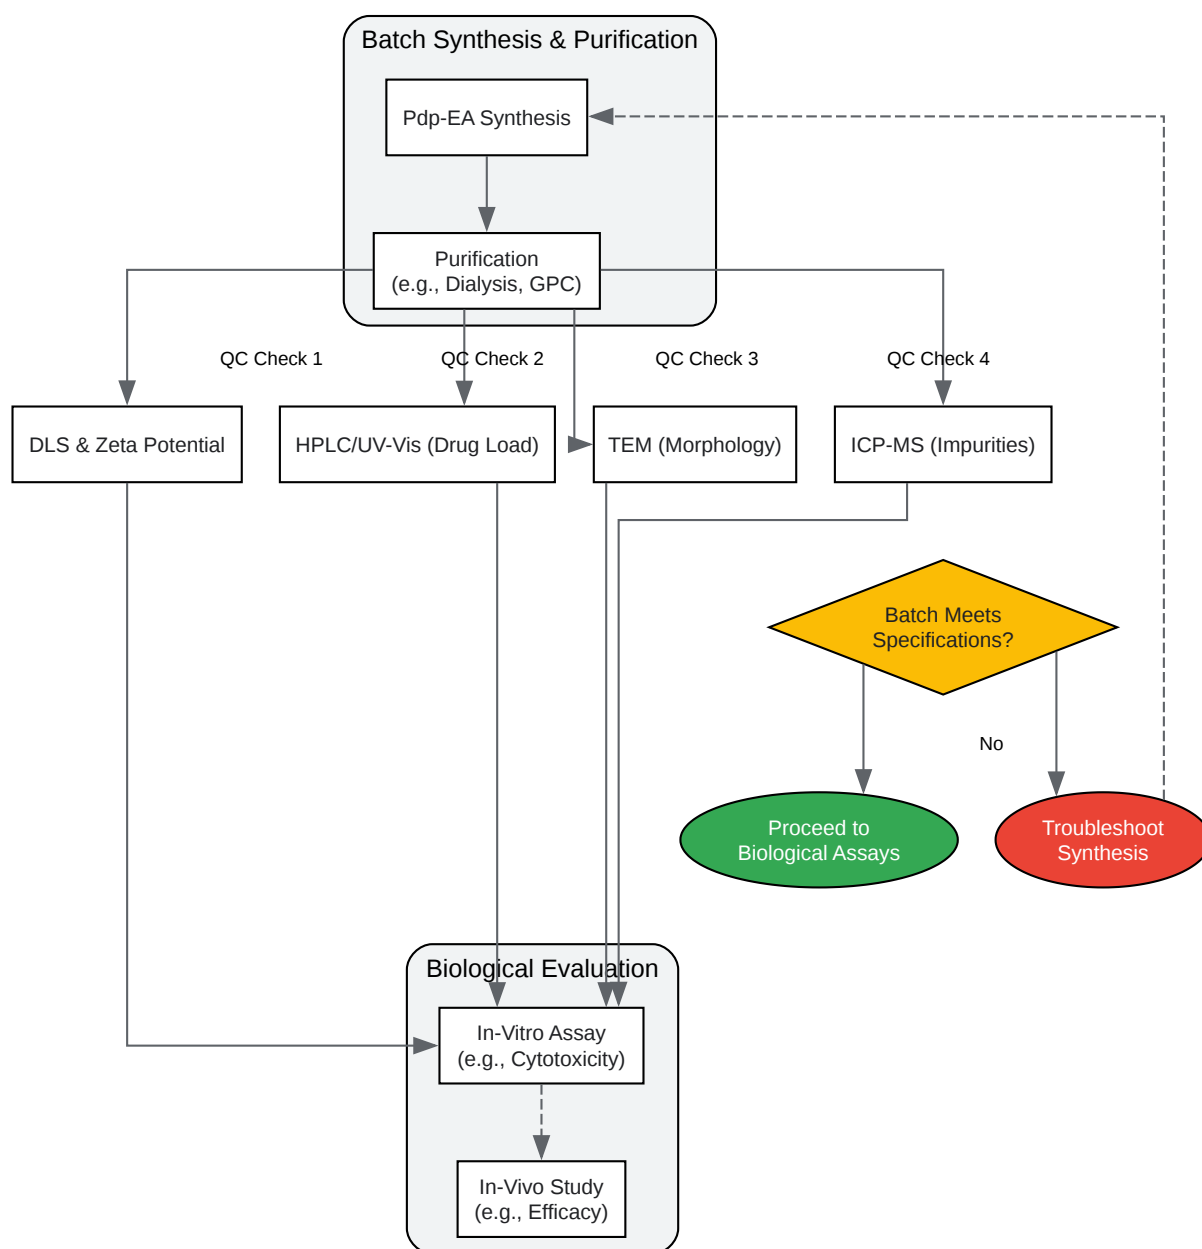 Batch Synthesis & Purification
Pdp-EA Synthesis
Purification
(e.g., Dialysis, GPC)
QC Check 1
QC Check 2
QC Check 3
QC Check 4
DLS & Zeta Potential
HPLC/UV-Vis (Drug Load)
TEM (Morphology)
ICP-MS (Impurities)
Batch Meets
Specifications?
No
Proceed to
Biological Assays
Troubleshoot
Synthesis
Biological Evaluation
In-Vitro Assay
(e.g., Cytotoxicity)
In-Vivo Study
(e.g., Efficacy)